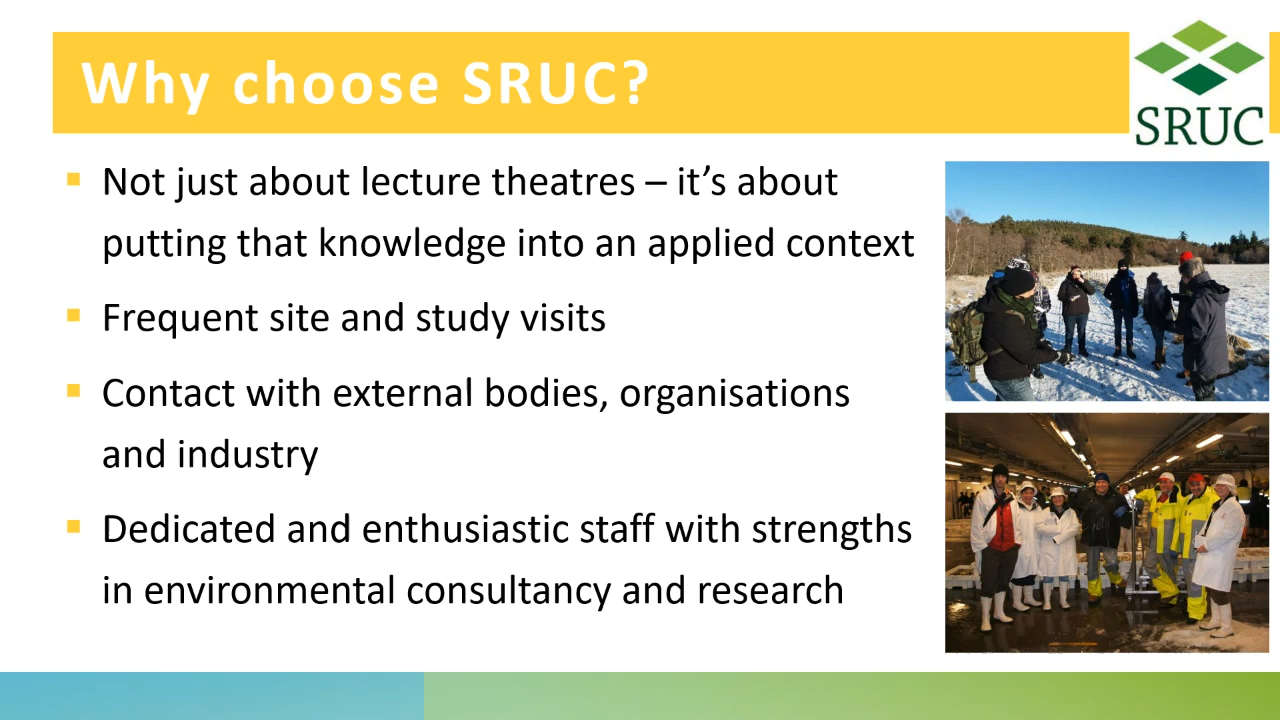 Why choose SRUC?
SRUC
▪ Not just about lecture theatres – it’s about
putting that knowledge into an applied context
▪ Frequent site and study visits
▪ Contact with external bodies, organisations
and industry
▪ Dedicated and enthusiastic staff with strengths
in environmental consultancy and research